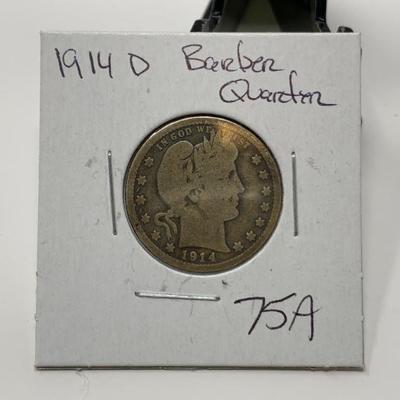 1914 D Barber
Quarter
IN GOD WE TRUST
1914
75A